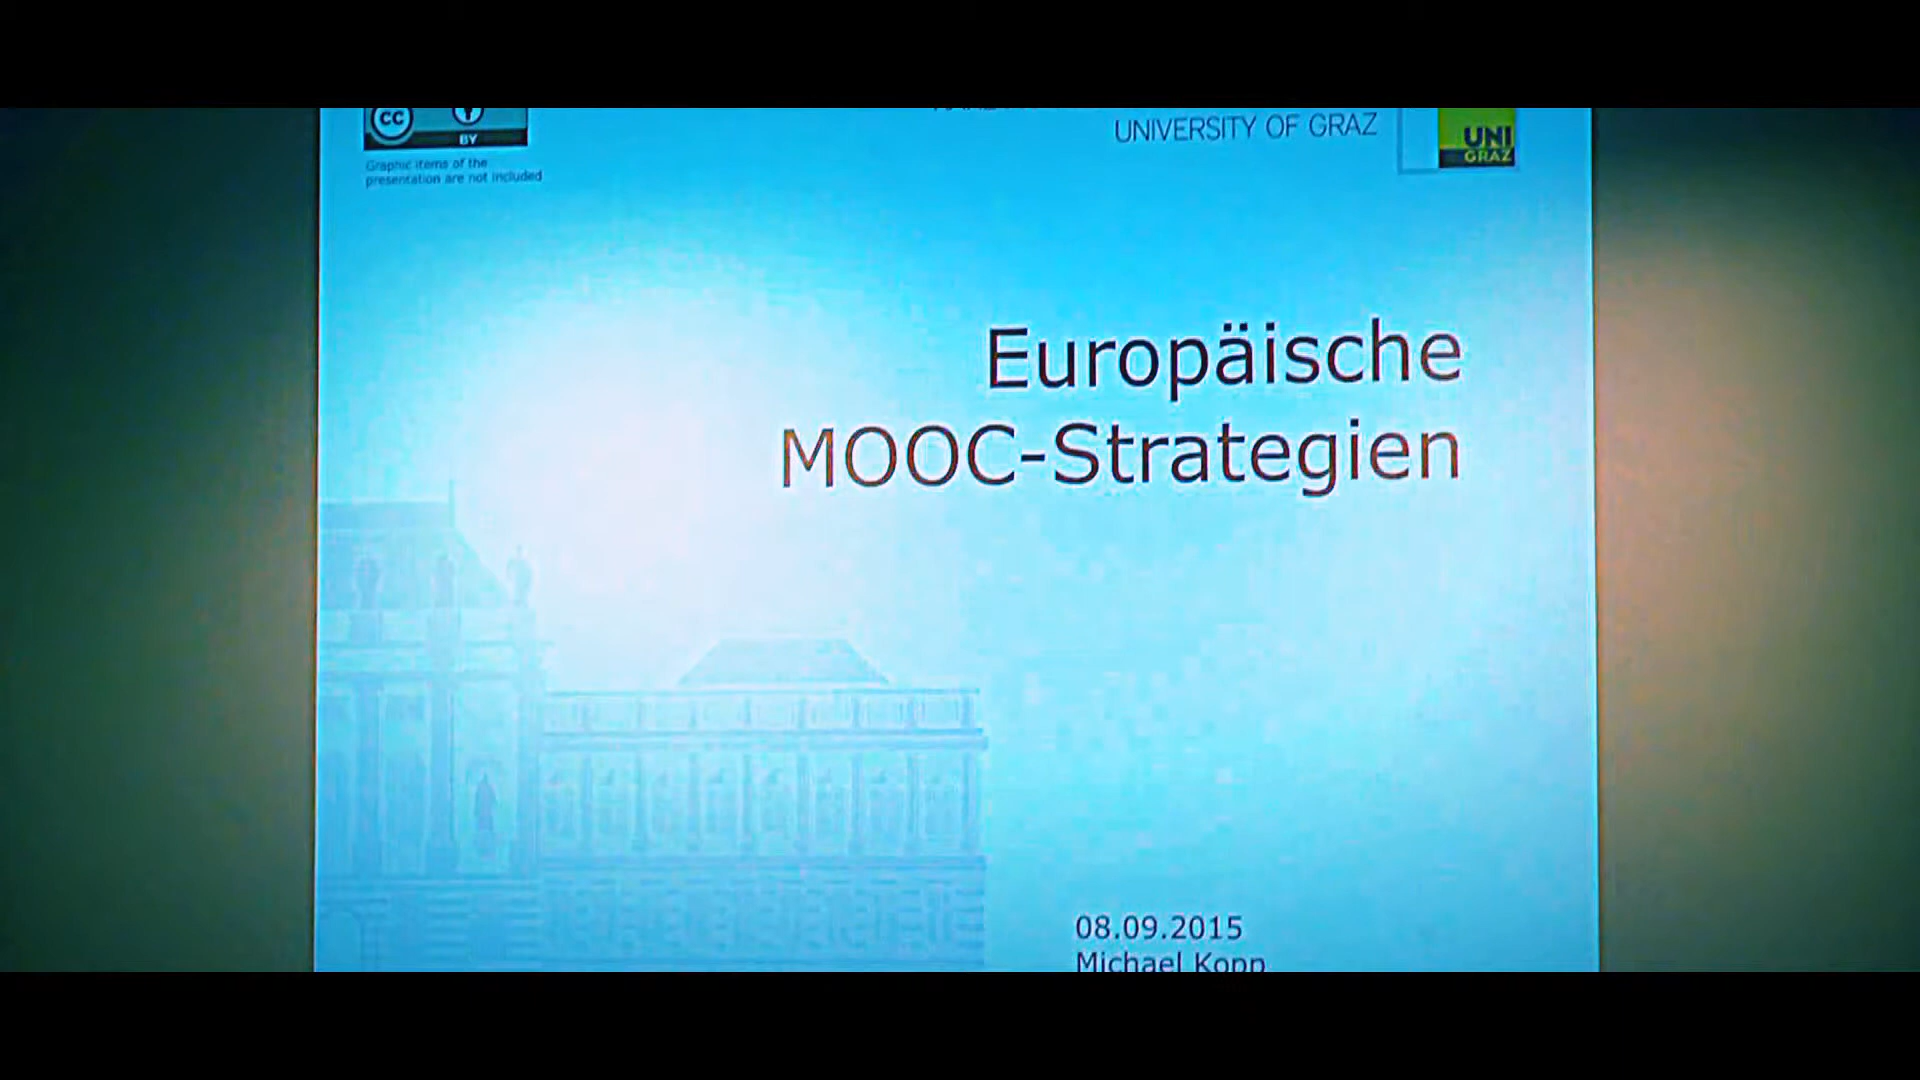 CC
BY
Graphic items of the
presentation are not included
UNIVERSITY OF GRAZ
UNI
GRAZ
Europäische
MOOC-Strategien
08.09.2015
Michael Kopp